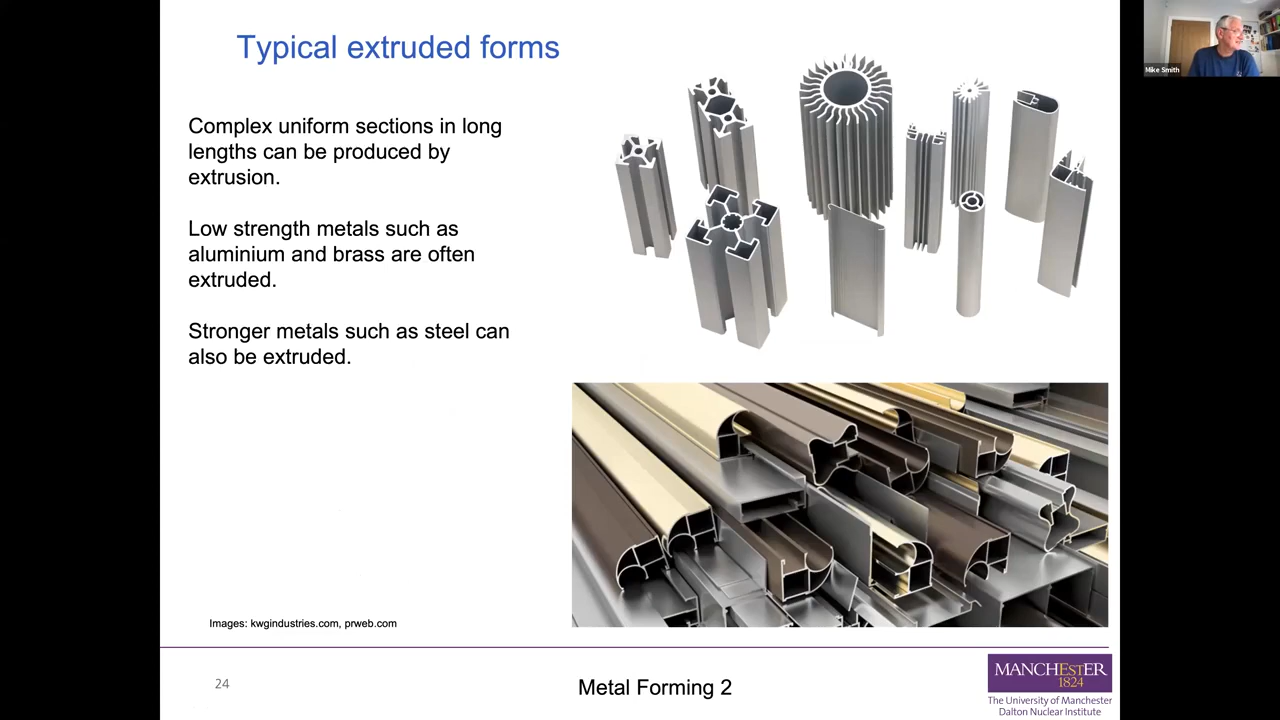 Typical extruded forms
Mike Smith
Complex uniform sections in long
lengths can be produced by
extrusion.
Low strength metals such as
aluminium and brass are often
extruded.
Stronger metals such as steel can
also be extruded.
Images: kwgindustries.com, prweb.com
24
Metal Forming 2
MANCHESTER
1824
The University of Manchester
Dalton Nuclear Institute